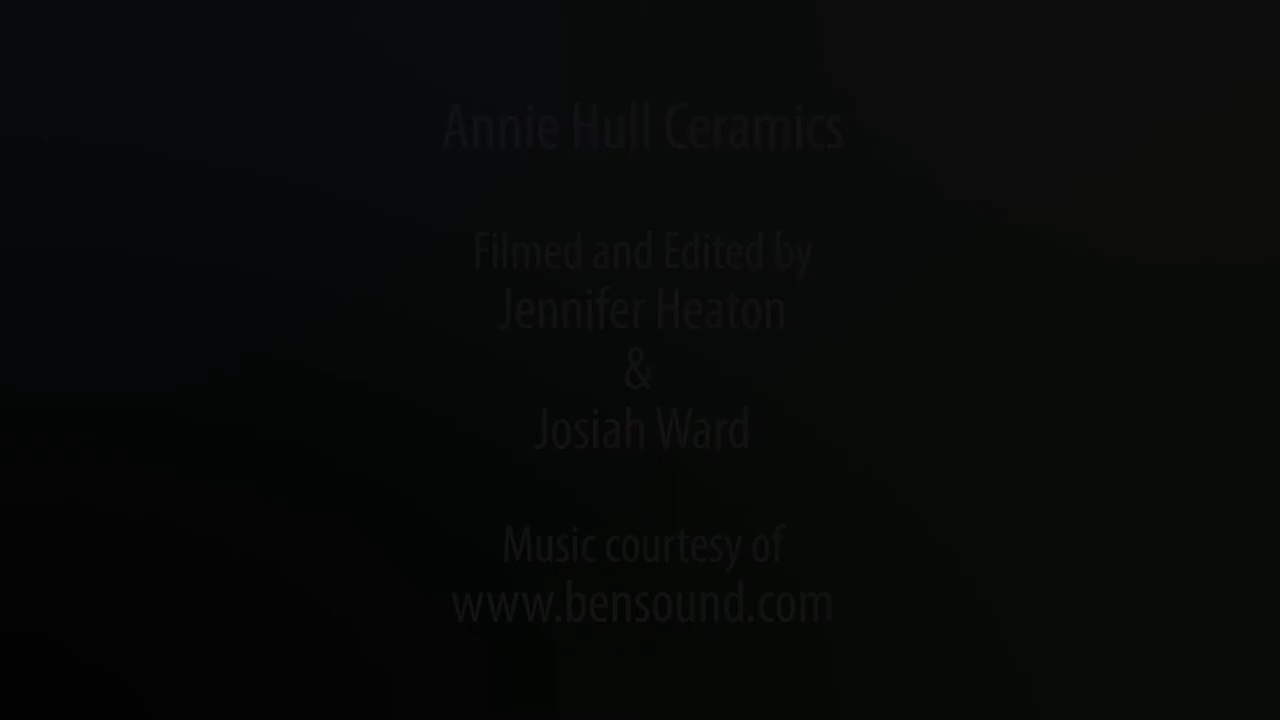 Annie Hull Ceramics
Filmed and Edited by
Jennifer Heaton
&
Josiah Ward
Music courtesy of
www.bensound.com